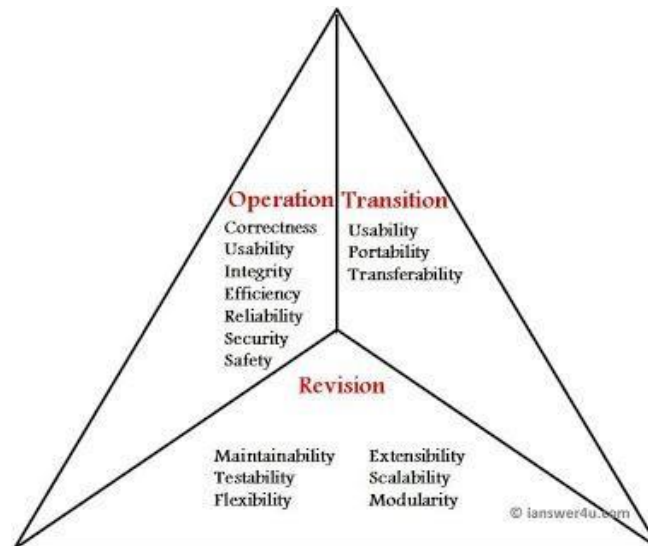 Operation
Correctness
Usability
Integrity
Efficiency
Reliability
Security
Safety
Transition
Usability
Portability
Transferability
Revision
Maintainability
Testability
Flexibility
Extensibility
Scalability
Modularity
© ianswer4u.com